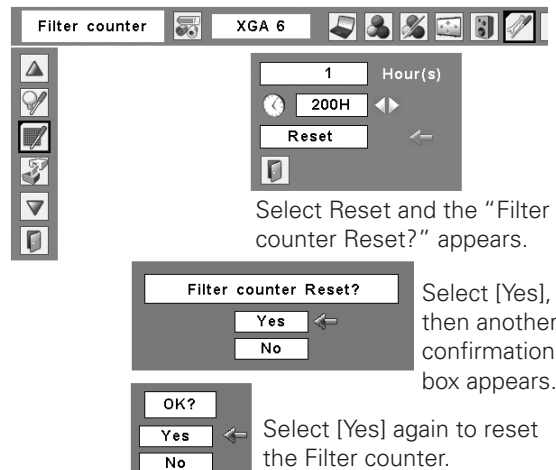 Filter counter
XGA 6
1 Hour(s)
200H
Reset
Select Reset and the “Filter
counter Reset?” appears.
Filter counter Reset?
Yes
No
Select [Yes],
then another
confirmation
box appears.
OK?
Yes
No
Select [Yes] again to reset
the Filter counter.